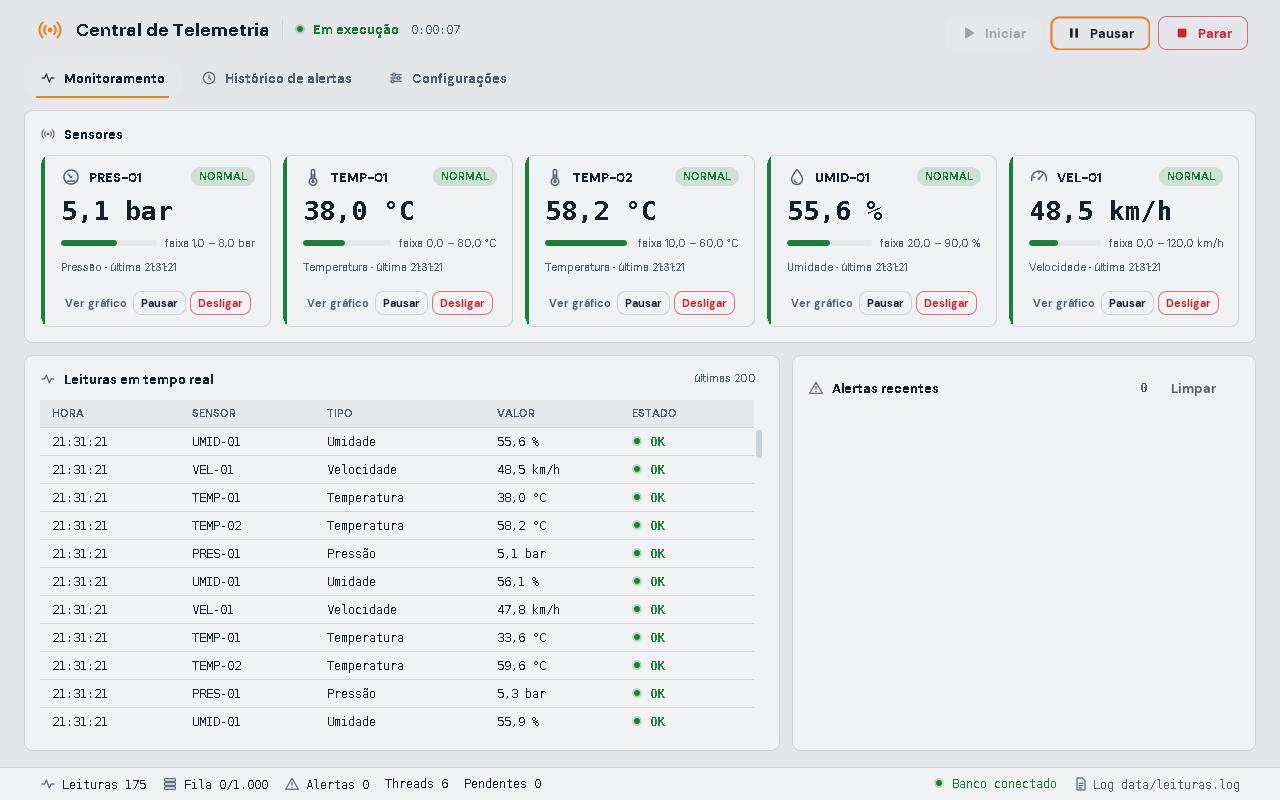 Central de Telemetria Em execução 0:00:07 Iniciar Pausar Parar
Monitoramento Histórico de alertas Configurações
Sensores
PRES-01 NORMAL TEMP-01 NORMAL TEMP-02 NORMAL UMID-01 NORMAL VEL-01 NORMAL
5,1 bar 38,0 °C 58,2 °C 55,6 % 48,5 km/h
faixa 1,0 – 8,0 bar faixa 0,0 – 80,0 °C faixa 10,0 – 60,0 °C faixa 20,0 – 90,0 % faixa 0,0 – 120,0 km/h
Pressão · última 21:31:21 Temperatura · última 21:31:21 Temperatura · última 21:31:21 Umidade · última 21:31:21 Velocidade · última 21:31:21
Ver gráfico Pausar Desligar Ver gráfico Pausar Desligar Ver gráfico Pausar Desligar Ver gráfico Pausar Desligar Ver gráfico Pausar Desligar
Leituras em tempo real últimas 200
HORA SENSOR TIPO VALOR ESTADO
21:31:21 UMID-01 Umidade 55,6 % OK
21:31:21 VEL-01 Velocidade 48,5 km/h OK
21:31:21 TEMP-01 Temperatura 38,0 °C OK
21:31:21 TEMP-02 Temperatura 58,2 °C OK
21:31:21 PRES-01 Pressão 5,1 bar OK
21:31:21 UMID-01 Umidade 56,1 % OK
21:31:21 VEL-01 Velocidade 47,8 km/h OK
21:31:21 TEMP-01 Temperatura 33,6 °C OK
21:31:21 TEMP-02 Temperatura 59,6 °C OK
21:31:21 PRES-01 Pressão 5,3 bar OK
21:31:21 UMID-01 Umidade 55,9 % OK
Alertas recentes 0 Limpar
Leituras 175 Fila 0/1.000 Alertas 0 Threads 6 Pendentes 0 Banco conectado Log data/leituras.log